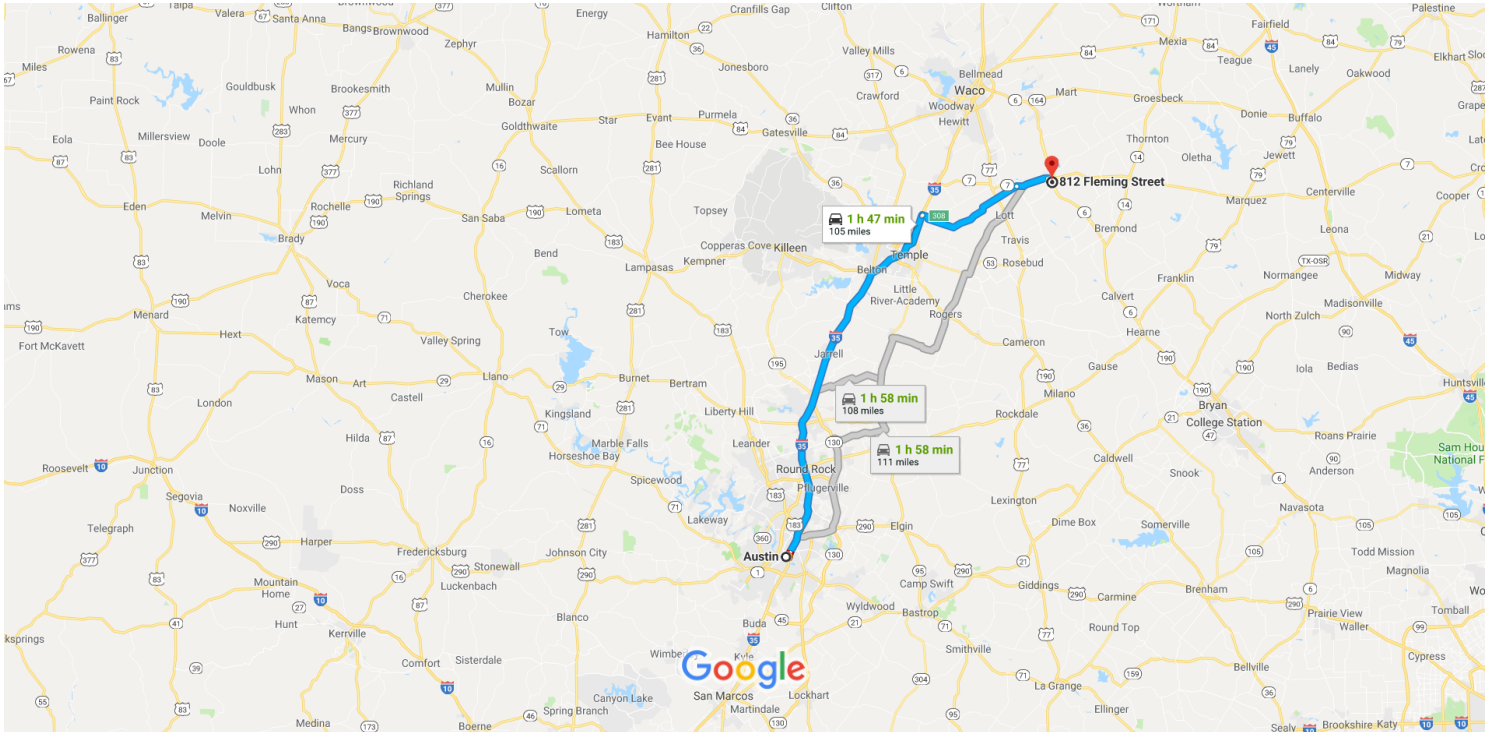 Ballinger
Talpa
Valera
Santa Anna
Brownwood
Bangs
Brownwood
Zephyr
Energy
Cranfills Gap
Clifton
Wortham
Palestine
Rowena
Miles
Hamilton
Valley Mills
Mexia
Fairfield
Teague
Lanely
Oakwood
Elkhart
Paint Rock
Gouldbusk
Brookesmith
Whon
Mullin
Bozar
Goldthwaite
Star
Evant
Jonesboro
Purmela
Gatesville
Crawford
Bellmead
Waco
Woodway
Hewitt
Mart
Groesbeck
Donie
Buffalo
Eola
Millersview
Doole
Mercury
Lohn
Bee House
Scallorn
Thornton
Oletha
Jewett
Centerville
Cooper
812 Fleming Street
Eden
Melvin
Rochelle
Richland
Springs
San Saba
Lometa
Topsey
Lott
Marquez
Bremond
Leona
Brady
Bend
Copperas Cove
Killeen
Kempner
Lampasas
1 h 47 min
105 miles
308
Temple
Belton
Travis
Rosebud
Little
River-Academy
Franklin
Normangee
TX-OSR
Midway
Madisonville
Voca
Cherokee
Rogers
Calvert
Hearne
North Zulch
Menard
Hext
Katemcy
Fort McKavett
Valley Spring
Tow
Jarrell
Cameron
Gause
Iola
Bedias
Mason
Art
Castell
Llano
Burnet
Bertram
Milano
Huntsville
London
Kingsland
Liberty Hill
1 h 58 min
108 miles
Rockdale
Bryan
College Station
Roans Prairie
Hilda
Marble Falls
Horseshoe Bay
Leander
1 h 58 min
111 miles
Caldwell
Snook
Anderson
Sam Hou
National F
Roosevelt
Junction
Segovia
Noxville
Doss
Spicewood
Round Rock
Pflugerville
Lexington
Dime Box
Somerville
Navasota
Telegraph
Harper
Fredericksburg
Stonewall
Luckenbach
Johnson City
Lakeway
Elgin
Austin
Todd Mission
Magnolia
Mountain
Home
Hunt
Kerrville
Blanco
Camp Swift
Giddings
Carmine
Brenham
Prairie View
Waller
Tomball
Wyldwood
Bastrop
Buda
Round Top
Comfort
Sisterdale
Kyle
Google
Smithville
Bellville
Cypress
San Marcos
Martindale
Lockhart
La Grange
Canyon Lake
Medina
Boerne
Spring Branch
Ellinger
Sealy
Brookshire
Katy